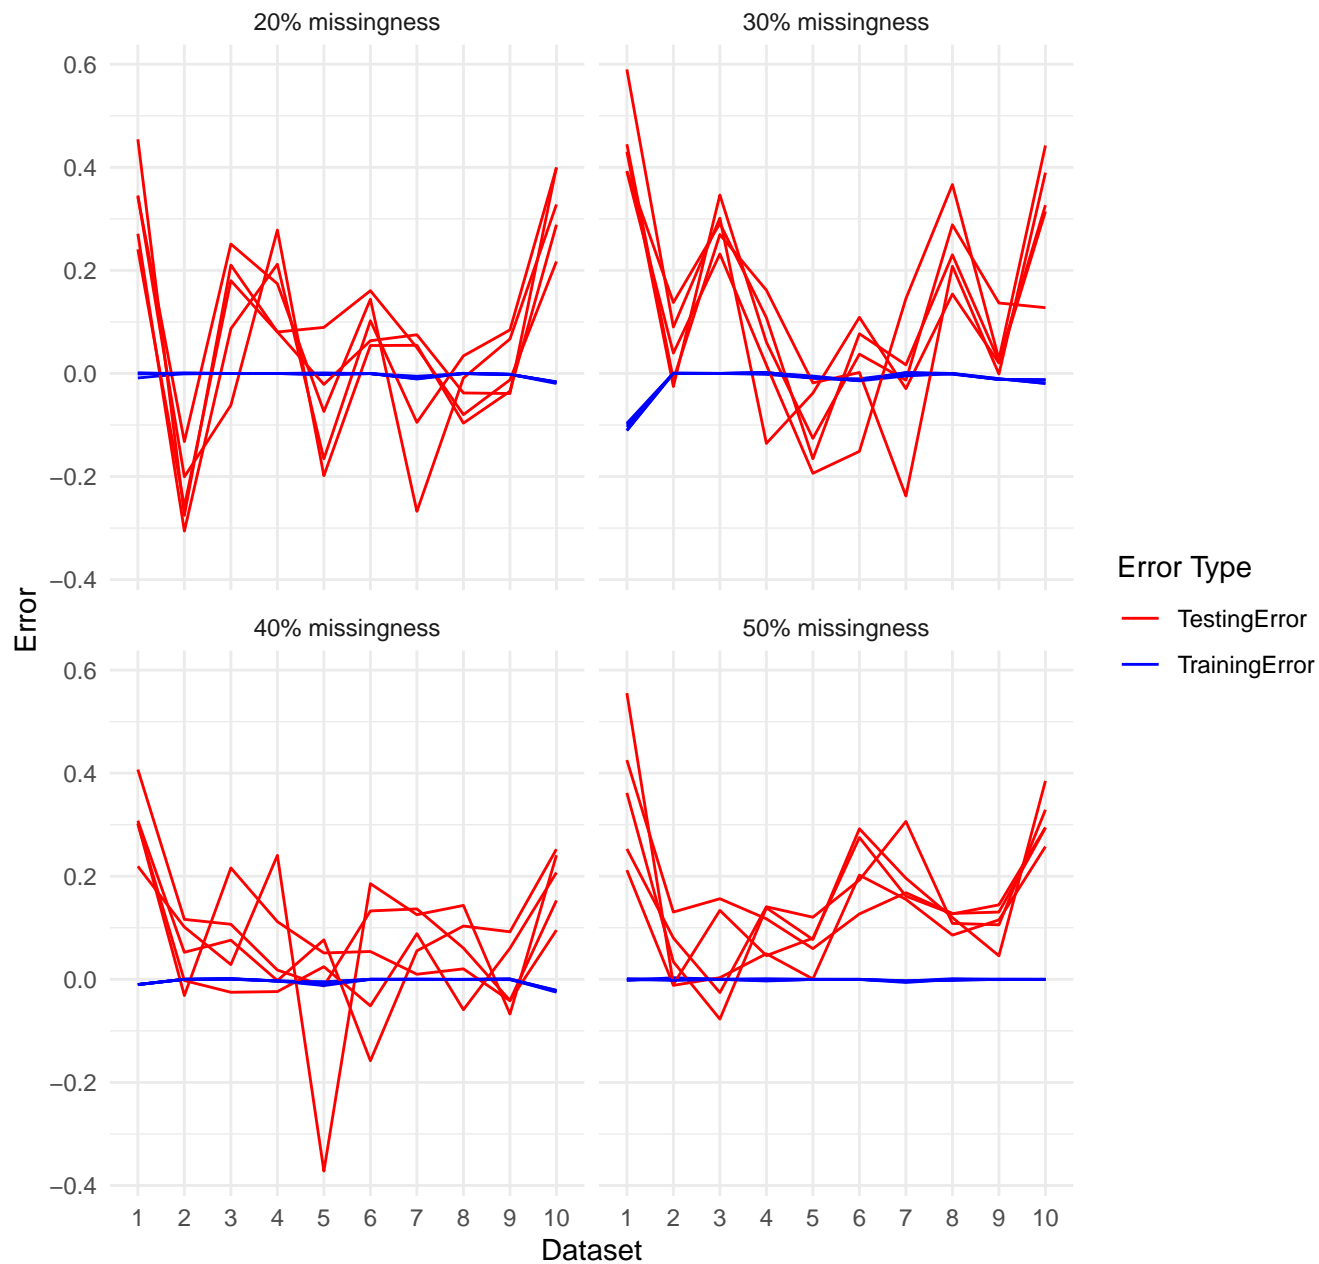 20% missingness
30% missingness
0.6
0.4
0.2
0.0
−0.2
−0.4
40% missingness
50% missingness
0.6
0.4
0.2
0.0
−0.2
−0.4
1 2 3 4 5 6 7 8 9 10
1 2 3 4 5 6 7 8 9 10
Dataset
Error
Error Type
TestingError
TrainingError